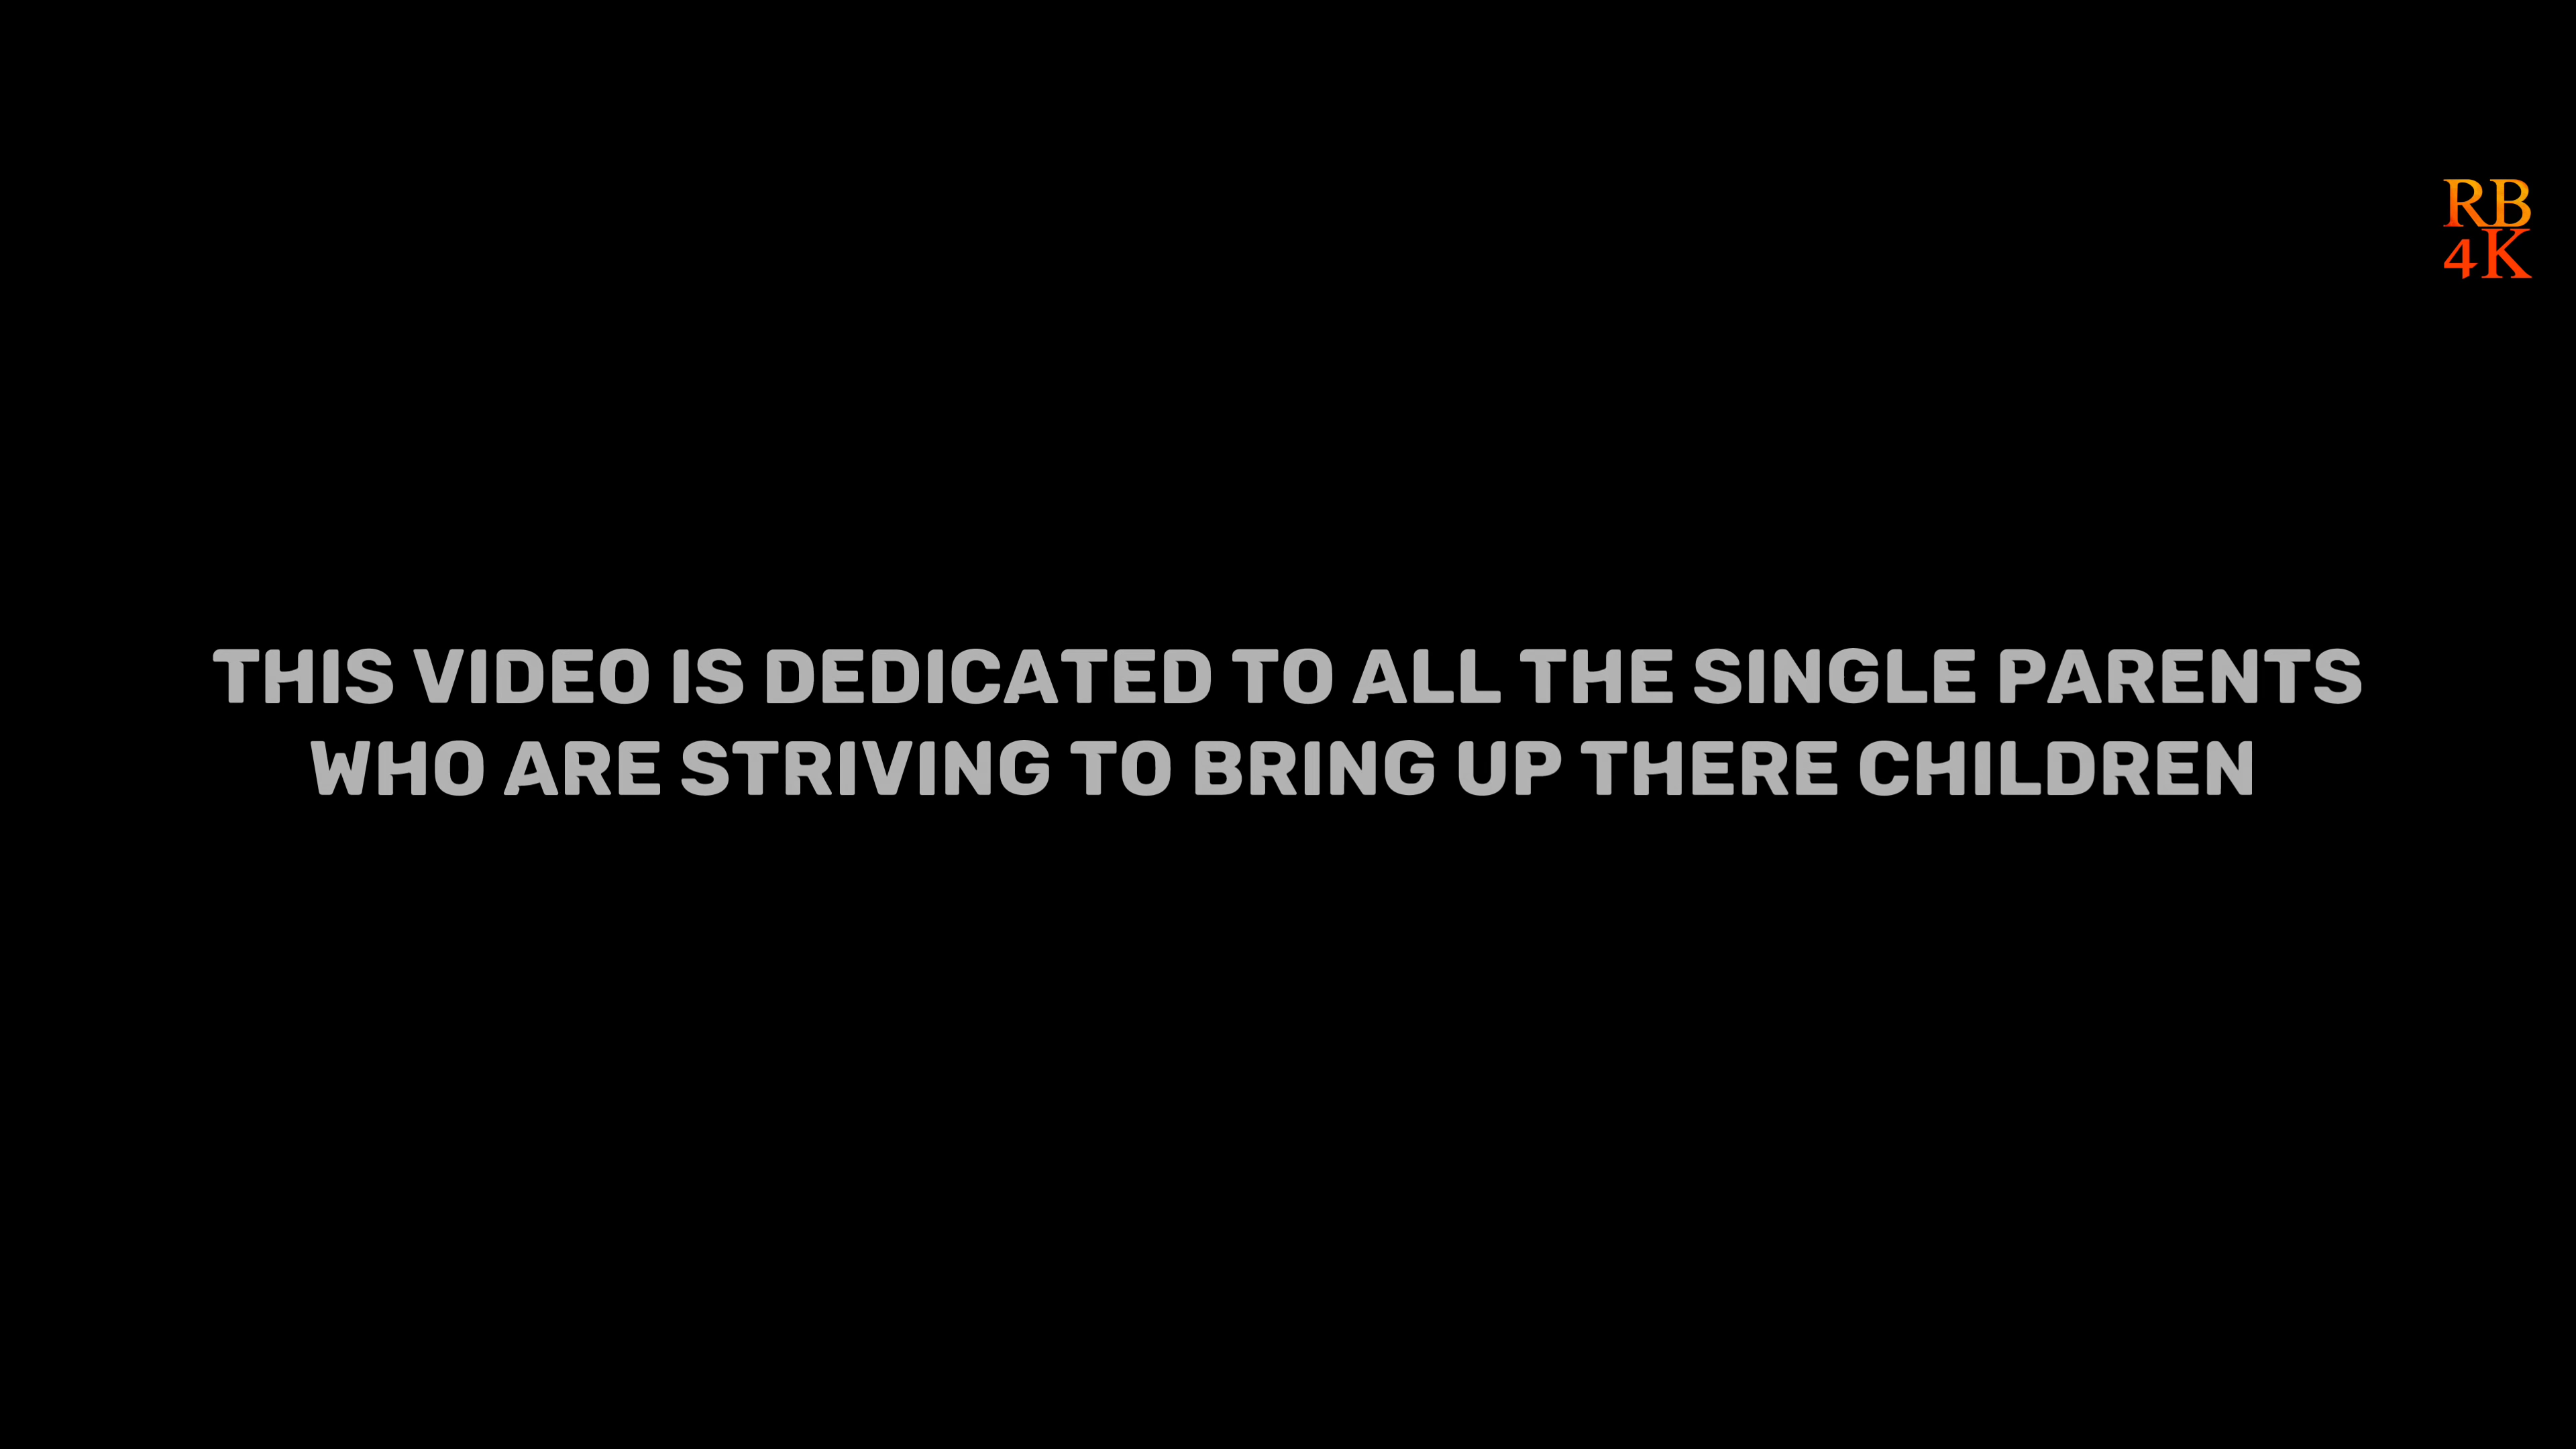 RB
4K
THIS VIDEO IS DEDICATED TO ALL THE SINGLE PARENTS
WHO ARE STRIVING TO BRING UP THERE CHILDREN